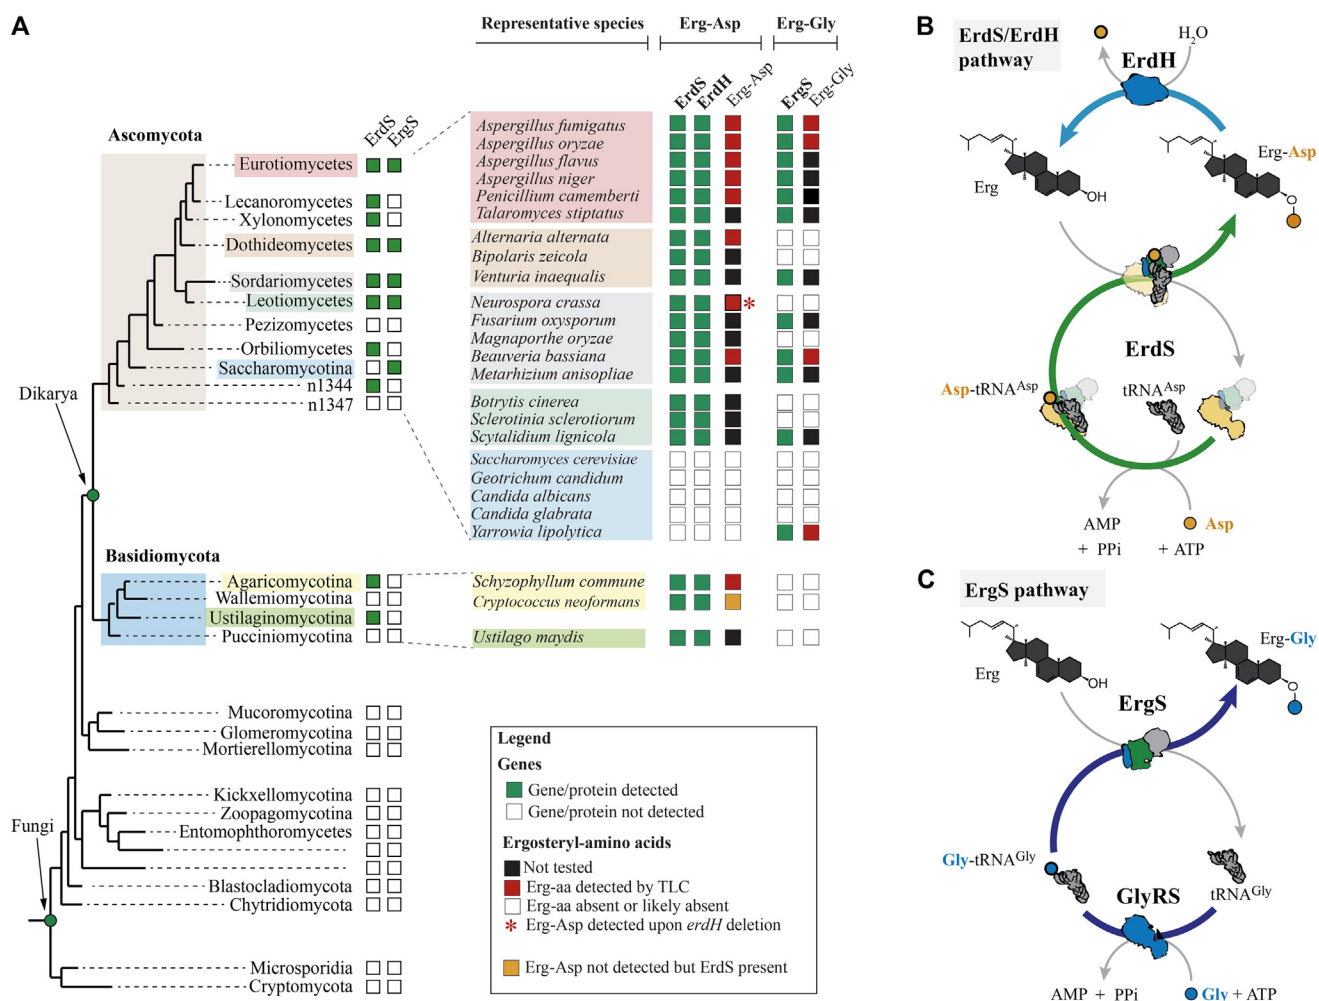 A
Representative species
Erg-Asp
Erg-Gly
ErdS
ErdH
Erg-Asp
ErgS
Erg-Gly
Ascomycota
ErdS
ErgS
Eurotiomycetes
Lecanoromycetes
Xylonomycetes
Dothideomycetes
Sordariomycetes
Leotiomycetes
Pezizomycetes
Orbiliomycetes
Saccharomycotina
n1344
n1347
Dikarya
Basidiomycota
Agaricomycotina
Wallemiomycotina
Ustilaginomycotina
Pucciniomycotina
Mucoromycotina
Glomeromycotina
Mortierellomycotina
Kickxellomycotina
Zoopagomycotina
Entomophthoromycetes
Blastocladiomycota
Chytridiomycota
Fungi
Microsporidia
Cryptomycota
Aspergillus fumigatus
Aspergillus oryzae
Aspergillus flavus
Aspergillus niger
Penicillium camemberti
Talaromyces stiptatus
Alternaria alternata
Bipolaris zeicola
Venturia inaequalis
Neurospora crassa
*
Fusarium oxysporum
Magnaporthe oryzae
Beauveria bassiana
Metarhizium anisopliae
Botrytis cinerea
Sclerotinia sclerotiorum
Scytalidium lignicola
Saccharomyces cerevisiae
Geotrichum candidum
Candida albicans
Candida glabrata
Yarrowia lipolytica
Schyzophyllum commune
Cryptococcus neoformans
Ustilago maydis
Legend
Genes
Gene/protein detected
Gene/protein not detected
Ergosteryl-amino acids
Not tested
Erg-aa detected by TLC
Erg-aa absent or likely absent
* Erg-Asp detected upon erdH deletion
Erg-Asp not detected but ErdS present
B
ErdS/ErdH
pathway
H2O
ErdH
Erg
OH
Erg-Asp
O
ErdS
Asp-tRNA^Asp
tRNA^Asp
AMP
+ PPi
Asp
+ ATP
C
ErgS pathway
Erg
OH
Erg-Gly
O
ErgS
Gly-tRNA^Gly
tRNA^Gly
GlyRS
AMP + PPi
Gly + ATP